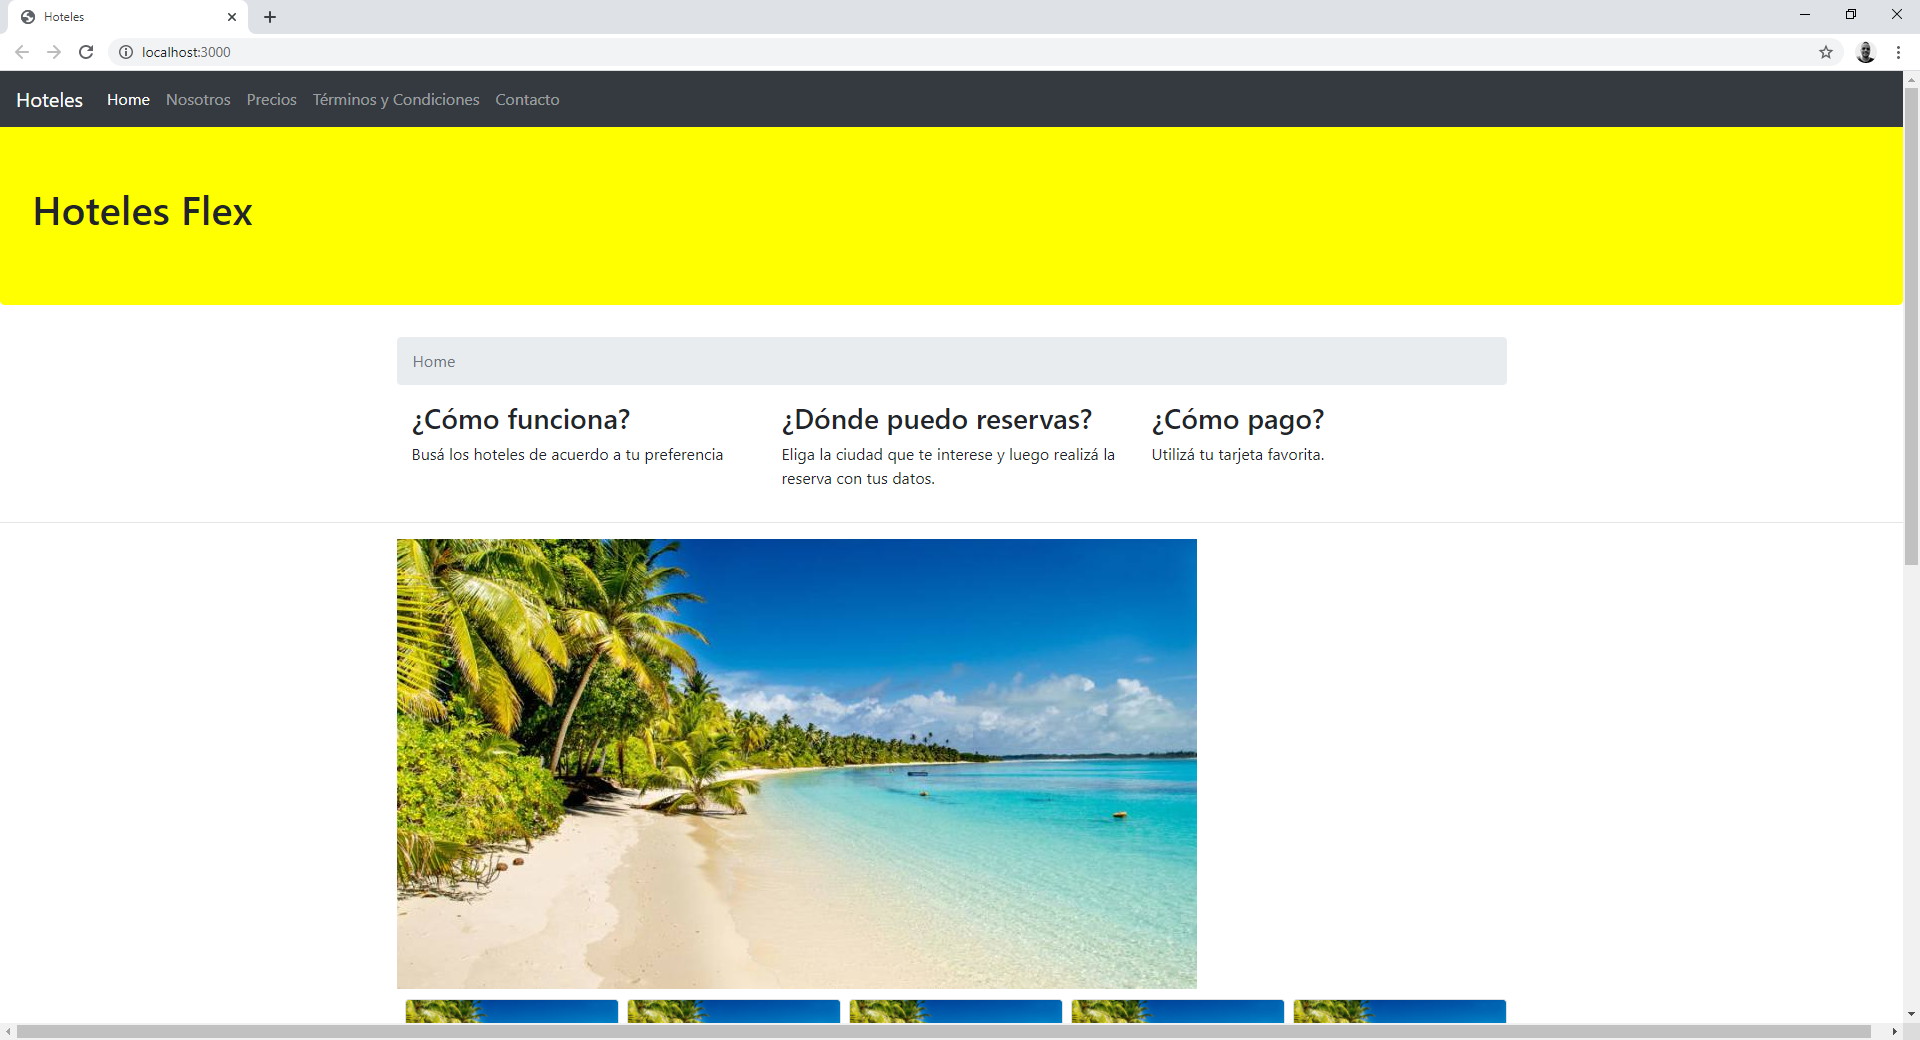 Hoteles
localhost:3000
Hoteles Home Nosotros Precios Términos y Condiciones Contacto
Hoteles Flex
Home
¿Cómo funciona?
Busá los hoteles de acuerdo a tu preferencia
¿Dónde puedo reservas?
Eliga la ciudad que te interese y luego realizá la
reserva con tus datos.
¿Cómo pago?
Utilizá tu tarjeta favorita.